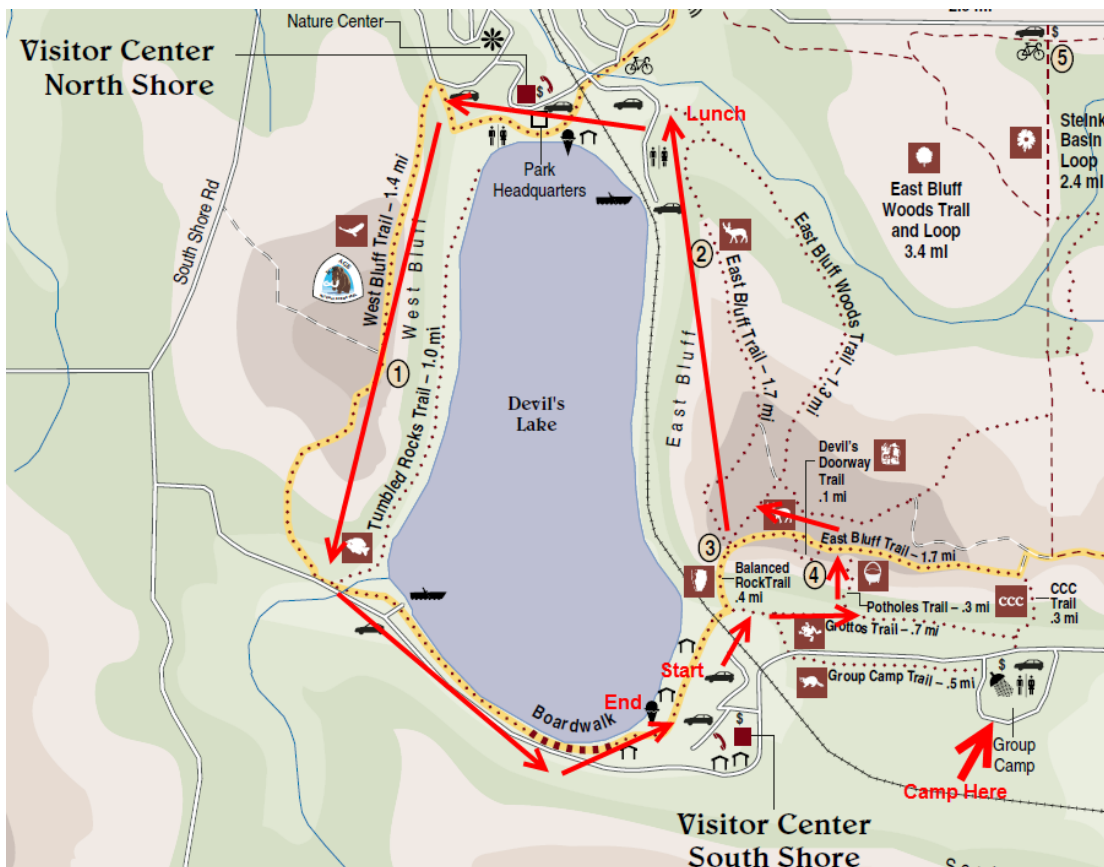 2.8 mi
Nature Center
$
5
Visitor Center
North Shore
$
Lunch
Steink
Basin
Loop
2.4 mi
Park
Headquarters
East Bluff
Woods Trail
and Loop
3.4 mi
South Shore Rd
West Bluff Trail – 1.4 mi
West Bluff
2
East Bluff Trail – 1.7 mi
East Bluff Woods Trail – 1.3 mi
East Bluff
1
Tumbled Rocks Trail – 1.0 mi
Devil's
Lake
Devil's
Doorway
Trail
.1 mi
3
East Bluff Trail – 1.7 mi
Balanced
RockTrail
.4 mi
4
Potholes Trail – .3 mi
CCC
CCC
Trail
.3 mi
Grottos Trail – .7 mi
Start
Group Camp Trail – .5 mi
$
End
Boardwalk
$
Group
Camp
Camp Here
Visitor Center
South Shore